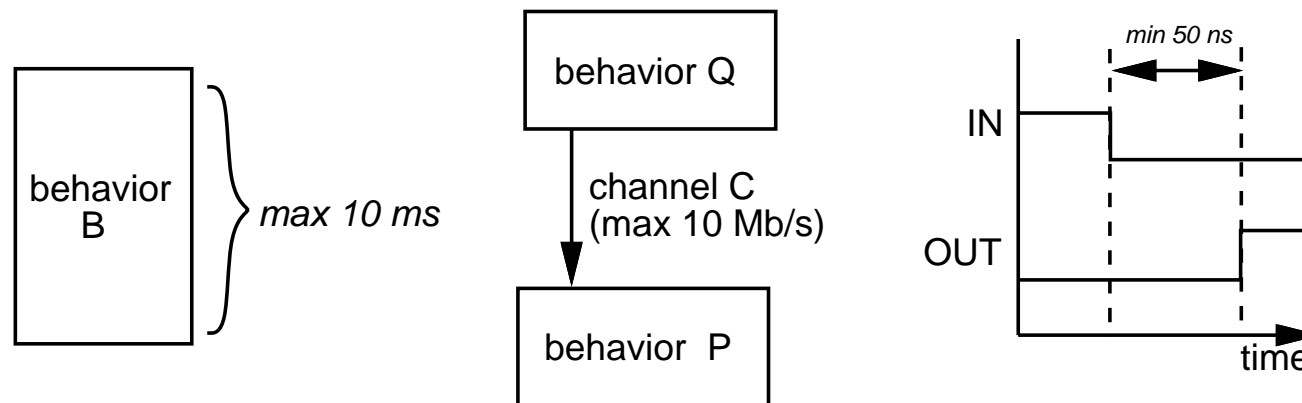 behavior
B
max 10 ms
behavior Q
channel C
(max 10 Mb/s)
behavior P
min 50 ns
IN
OUT
time